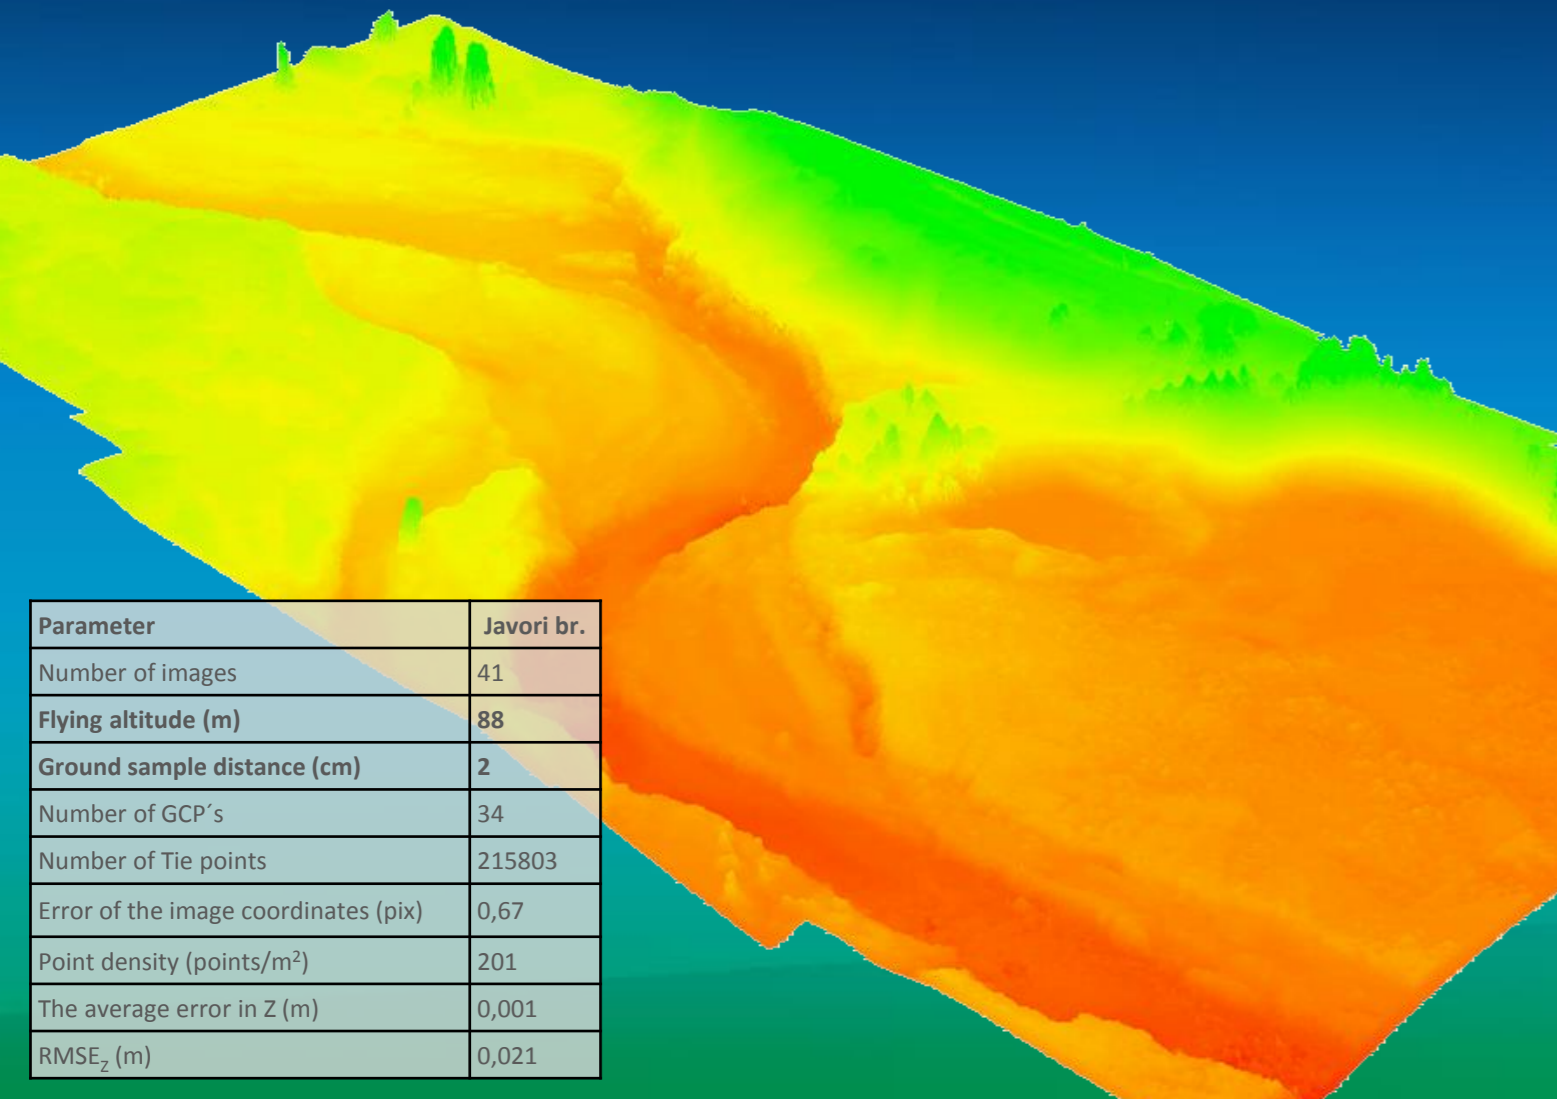 Parameter Javori br.
Number of images 41
Flying altitude (m) 88
Ground sample distance (cm) 2
Number of GCP´s 34
Number of Tie points 215803
Error of the image coordinates (pix) 0,67
Point density (points/m²) 201
The average error in Z (m) 0,001
RMSE_Z (m) 0,021